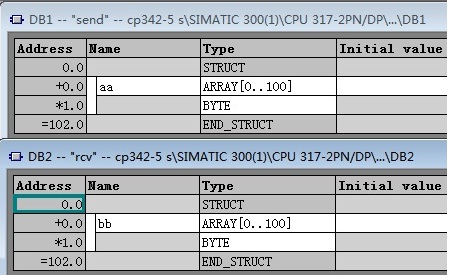 DB1 -- "send" -- cp342-5 s\SIMATIC 300(1)\CPU 317-2PN/DP\...\DB1
Address Name Type Initial value
0.0 STRUCT
+0.0 aa ARRAY[0..100]
*1.0 BYTE
=102.0 END_STRUCT
DB2 -- "rcv" -- cp342-5 s\SIMATIC 300(1)\CPU 317-2PN/DP\...\DB2
Address Name Type Initial value
0.0 STRUCT
+0.0 bb ARRAY[0..100]
*1.0 BYTE
=102.0 END_STRUCT